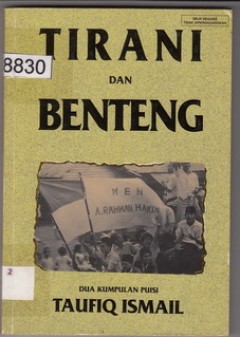 8830
TIRANI
DAN
BENTENG
MEN
A. RAHMAN HAKIM
2
DUA KUMPULAN PUISI
TAUFIQ ISMAIL